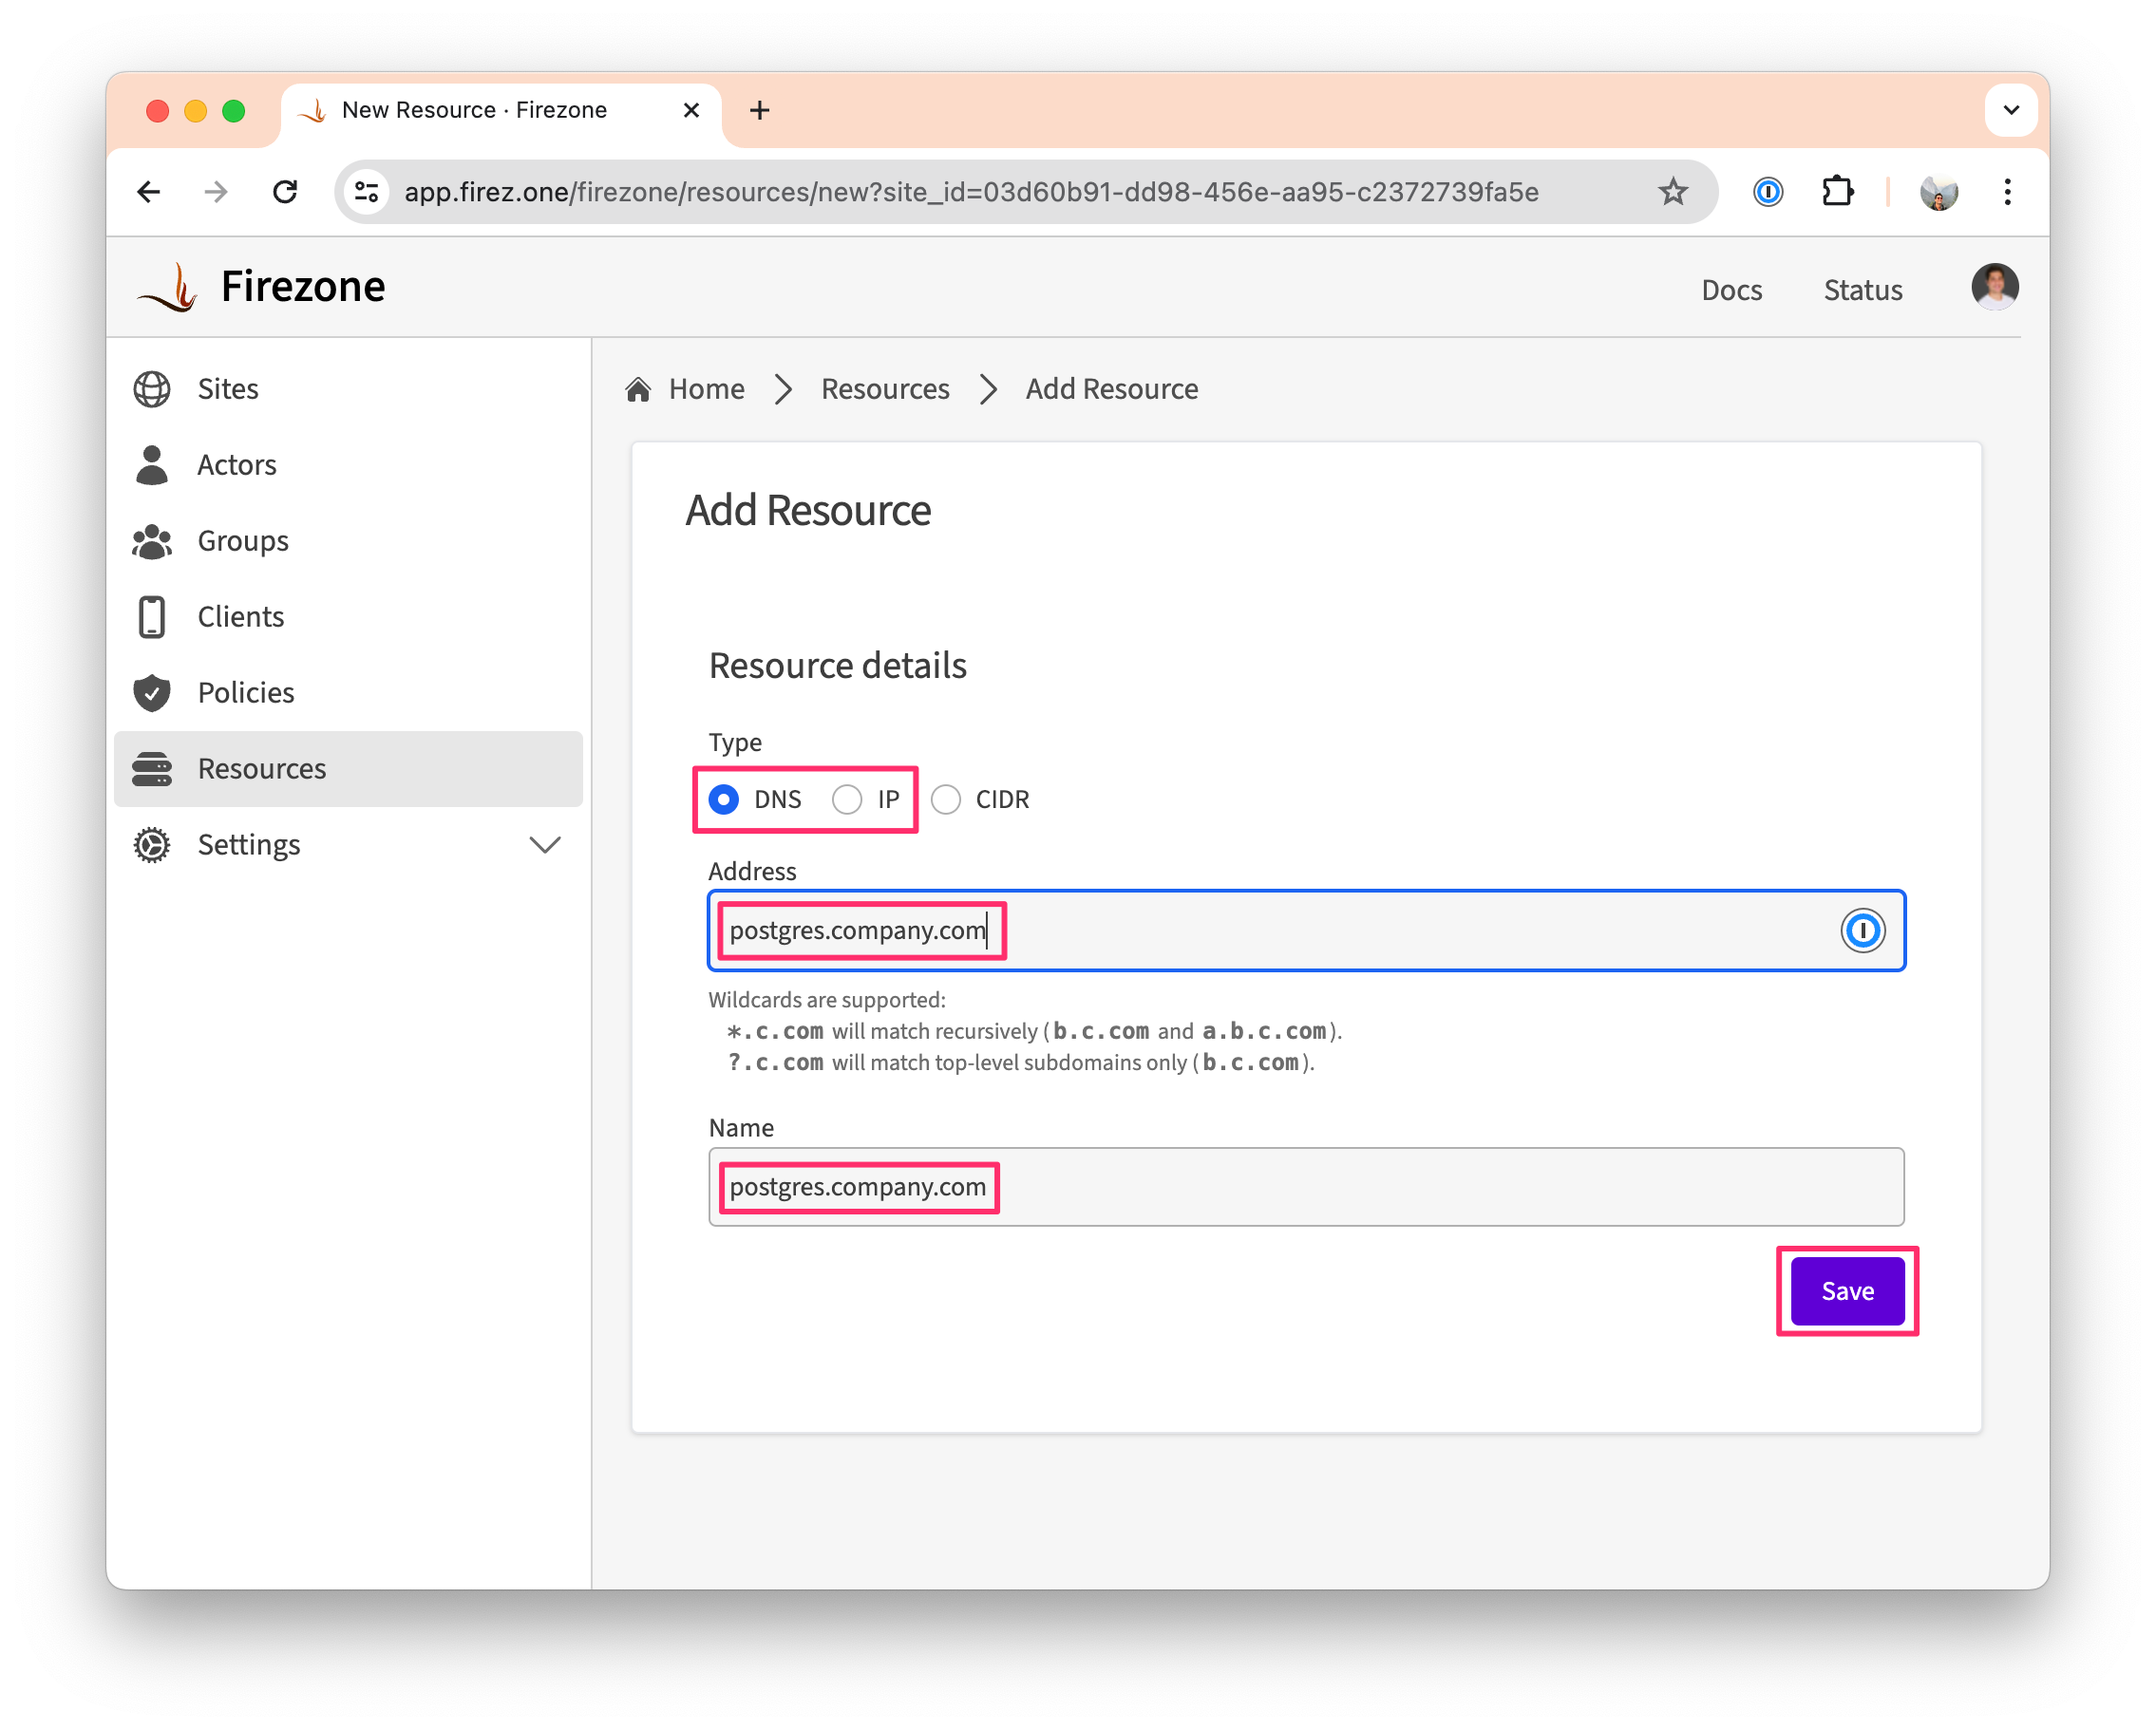 New Resource · Firezone
app.firez.one/firezone/resources/new?site_id=03d60b91-dd98-456e-aa95-c2372739fa5e
Firezone
Docs
Status
Sites
Actors
Groups
Clients
Policies
Resources
Settings
Home
Resources
Add Resource
Add Resource
Resource details
Type
DNS
IP
CIDR
Address
postgres.company.com
Wildcards are supported:
*.c.com will match recursively (b.c.com and a.b.c.com).
?.c.com will match top-level subdomains only (b.c.com).
Name
postgres.company.com
Save